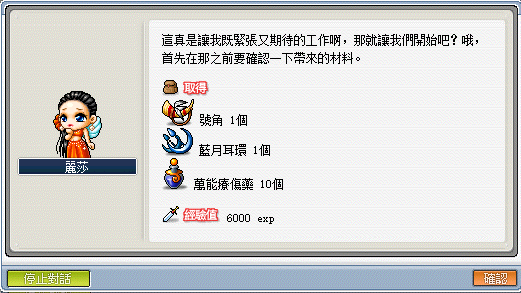 這真是讓我既緊張又期待的工作啊，那就讓我們開始吧？哦，
首先在那之前要確認一下帶來的材料。
取得
號角 1個
藍月耳環 1個
萬能療傷藥 10個
經驗值 6000 exp
麗莎
停止對話
確認